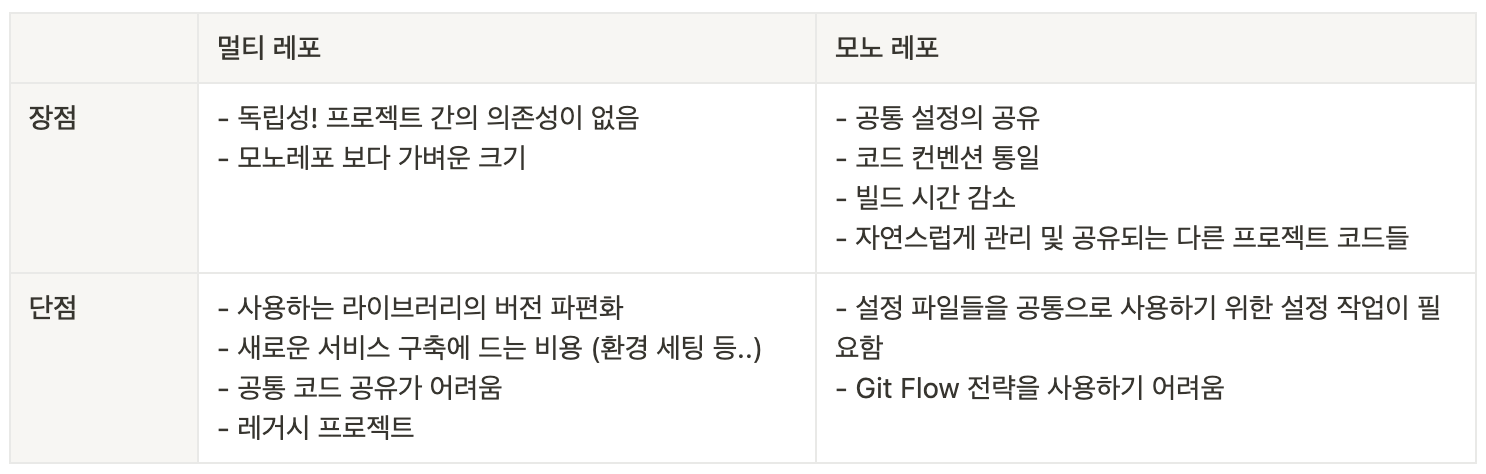 멀티 레포
모노 레포
장점
- 독립성! 프로젝트 간의 의존성이 없음
- 모노레포 보다 가벼운 크기
- 공통 설정의 공유
- 코드 컨벤션 통일
- 빌드 시간 감소
- 자연스럽게 관리 및 공유되는 다른 프로젝트 코드들
단점
- 사용하는 라이브러리의 버전 파편화
- 새로운 서비스 구축에 드는 비용 (환경 세팅 등..)
- 공통 코드 공유가 어려움
- 레거시 프로젝트
- 설정 파일들을 공통으로 사용하기 위한 설정 작업이 필
요함
- Git Flow 전략을 사용하기 어려움